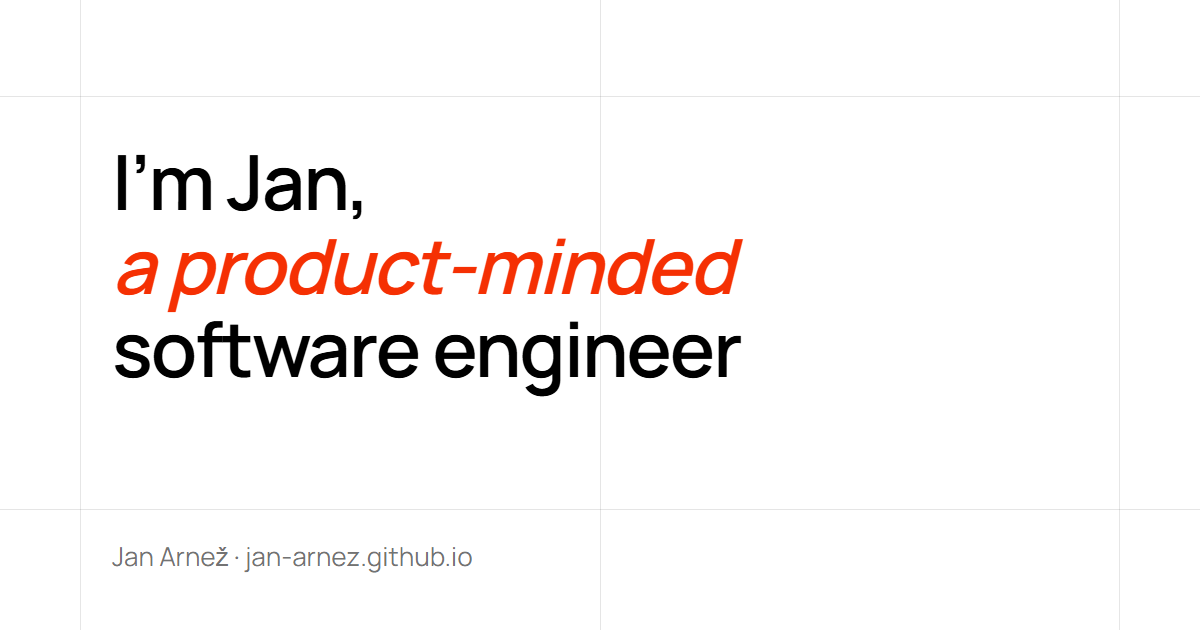 I’m Jan,
a product-minded
software engineer
Jan Arnež · jan-arnez.github.io